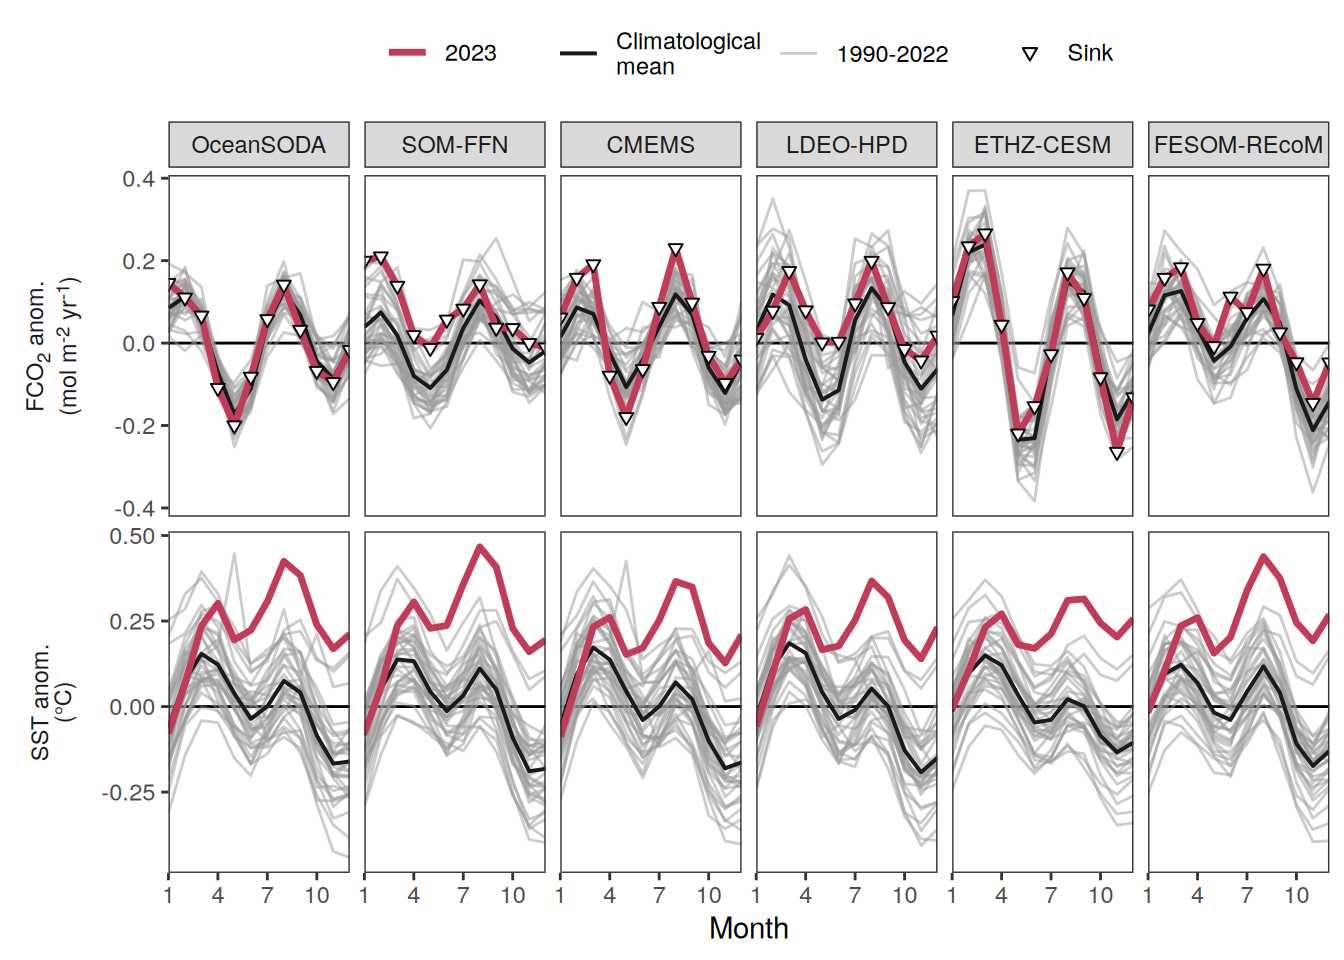 2023
Climatological
mean
1990-2022
Sink
OceanSODA
SOM-FFN
CMEMS
LDEO-HPD
ETHZ-CESM
FESOM-REcoM
FCO₂ anom.
(mol m⁻² yr⁻¹)
0.4
0.2
0.0
-0.2
-0.4
SST anom.
(°C)
0.50
0.25
0.00
-0.25
1 4 7 10
1 4 7 10
1 4 7 10
1 4 7 10
1 4 7 10
1 4 7 10
Month